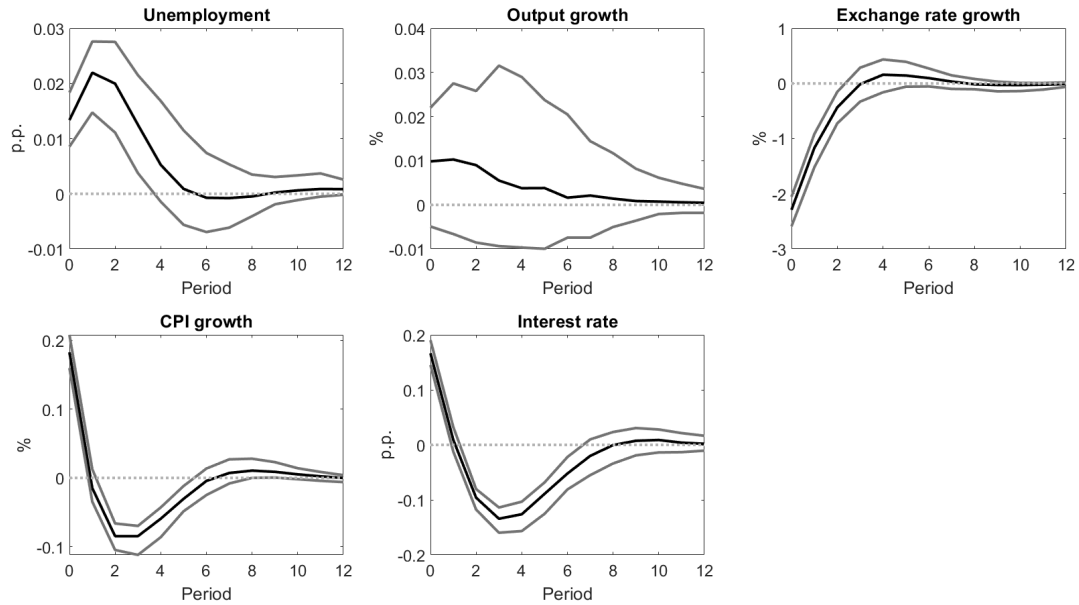 Unemployment
0.03
0.02
0.01
0
-0.01
p.p.
0 2 4 6 8 10 12
Period
Output growth
0.04
0.03
0.02
0.01
0
-0.01
%
0 2 4 6 8 10 12
Period
Exchange rate growth
1
0
-1
-2
-3
%
0 2 4 6 8 10 12
Period
CPI growth
0.2
0.1
0
-0.1
%
0 2 4 6 8 10 12
Period
Interest rate
0.2
0.1
0
-0.1
-0.2
p.p.
0 2 4 6 8 10 12
Period